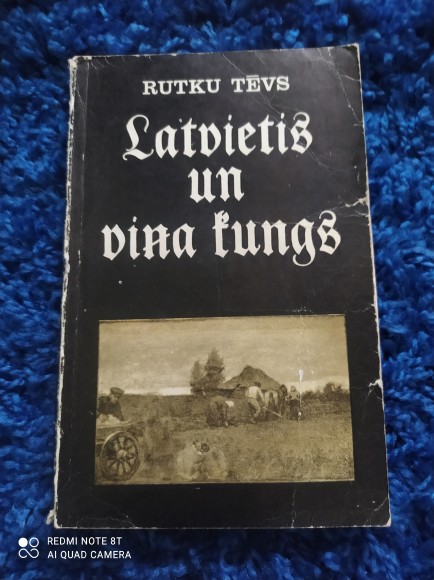 RUTKU TĒVS
Latvietis
un
viņa kungs
REDMI NOTE 8T
AI QUAD CAMERA